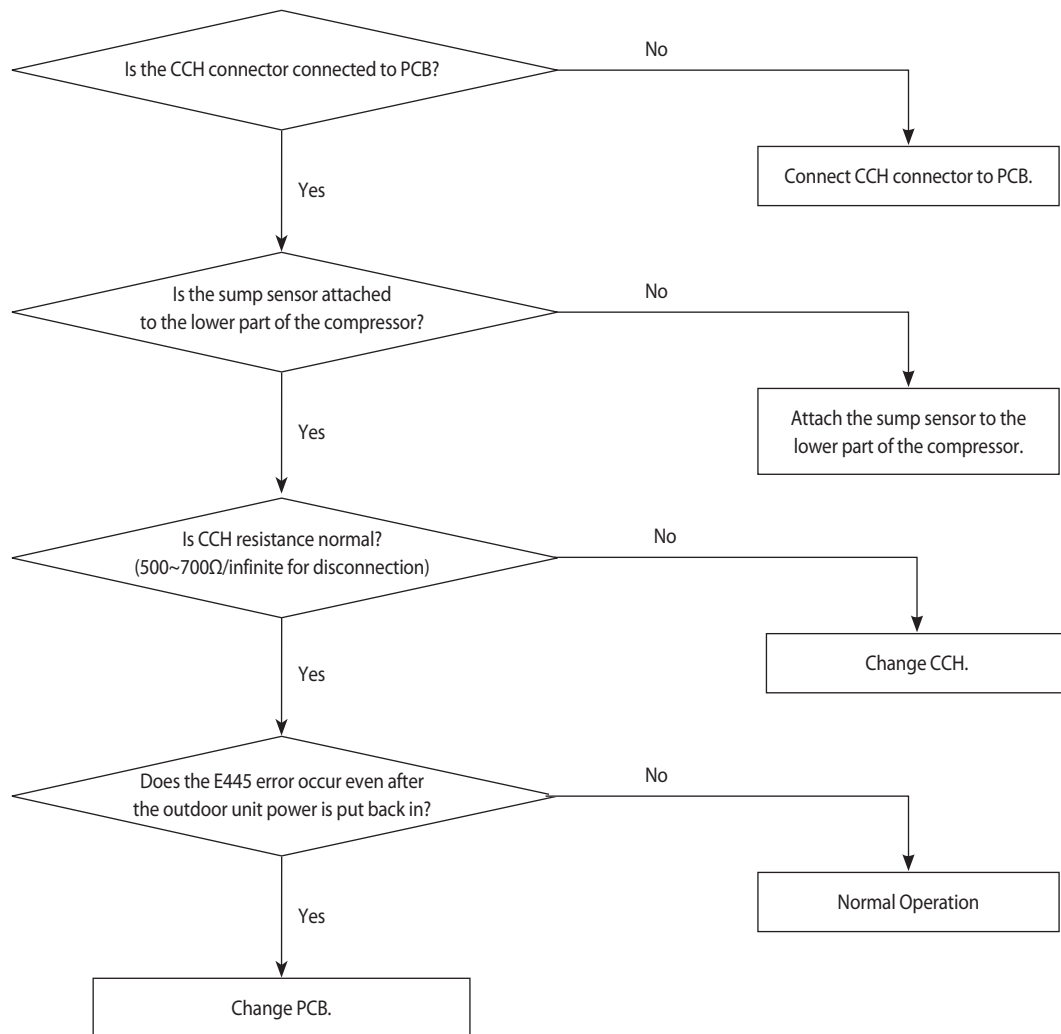 Is the CCH connector connected to PCB?
No
Connect CCH connector to PCB.
Yes
Is the sump sensor attached
to the lower part of the compressor?
No
Attach the sump sensor to the
lower part of the compressor.
Yes
Is CCH resistance normal?
(500~700Ω/infinite for disconnection)
No
Change CCH.
Yes
Does the E445 error occur even after
the outdoor unit power is put back in?
No
Normal Operation
Yes
Change PCB.